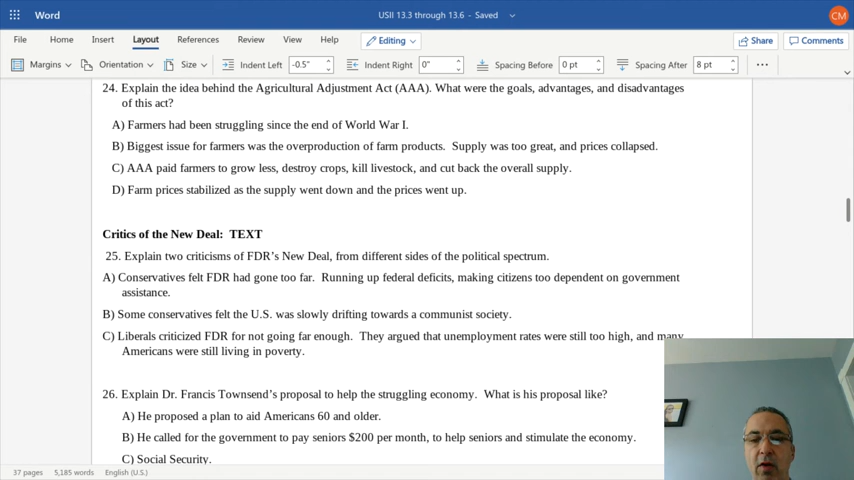 Word
USII 13.3 through 13.6 - Saved
CM
File Home Insert Layout References Review View Help Editing Share Comments
Margins Orientation Size Indent Left -0.5" Indent Right 0" Spacing Before 0 pt Spacing After 8 pt
24. Explain the idea behind the Agricultural Adjustment Act (AAA). What were the goals, advantages, and disadvantages
of this act?
A) Farmers had been struggling since the end of World War I.
B) Biggest issue for farmers was the overproduction of farm products. Supply was too great, and prices collapsed.
C) AAA paid farmers to grow less, destroy crops, kill livestock, and cut back the overall supply.
D) Farm prices stabilized as the supply went down and the prices went up.
Critics of the New Deal: TEXT
25. Explain two criticisms of FDR's New Deal, from different sides of the political spectrum.
A) Conservatives felt FDR had gone too far. Running up federal deficits, making citizens too dependent on government
assistance.
B) Some conservatives felt the U.S. was slowly drifting towards a communist society.
C) Liberals criticized FDR for not going far enough. They argued that unemployment rates were still too high, and many
Americans were still living in poverty.
26. Explain Dr. Francis Townsend's proposal to help the struggling economy. What is his proposal like?
A) He proposed a plan to aid Americans 60 and older.
B) He called for the government to pay seniors $200 per month, to help seniors and stimulate the economy.
C) Social Security.
37 pages 5,185 words English (U.S.)